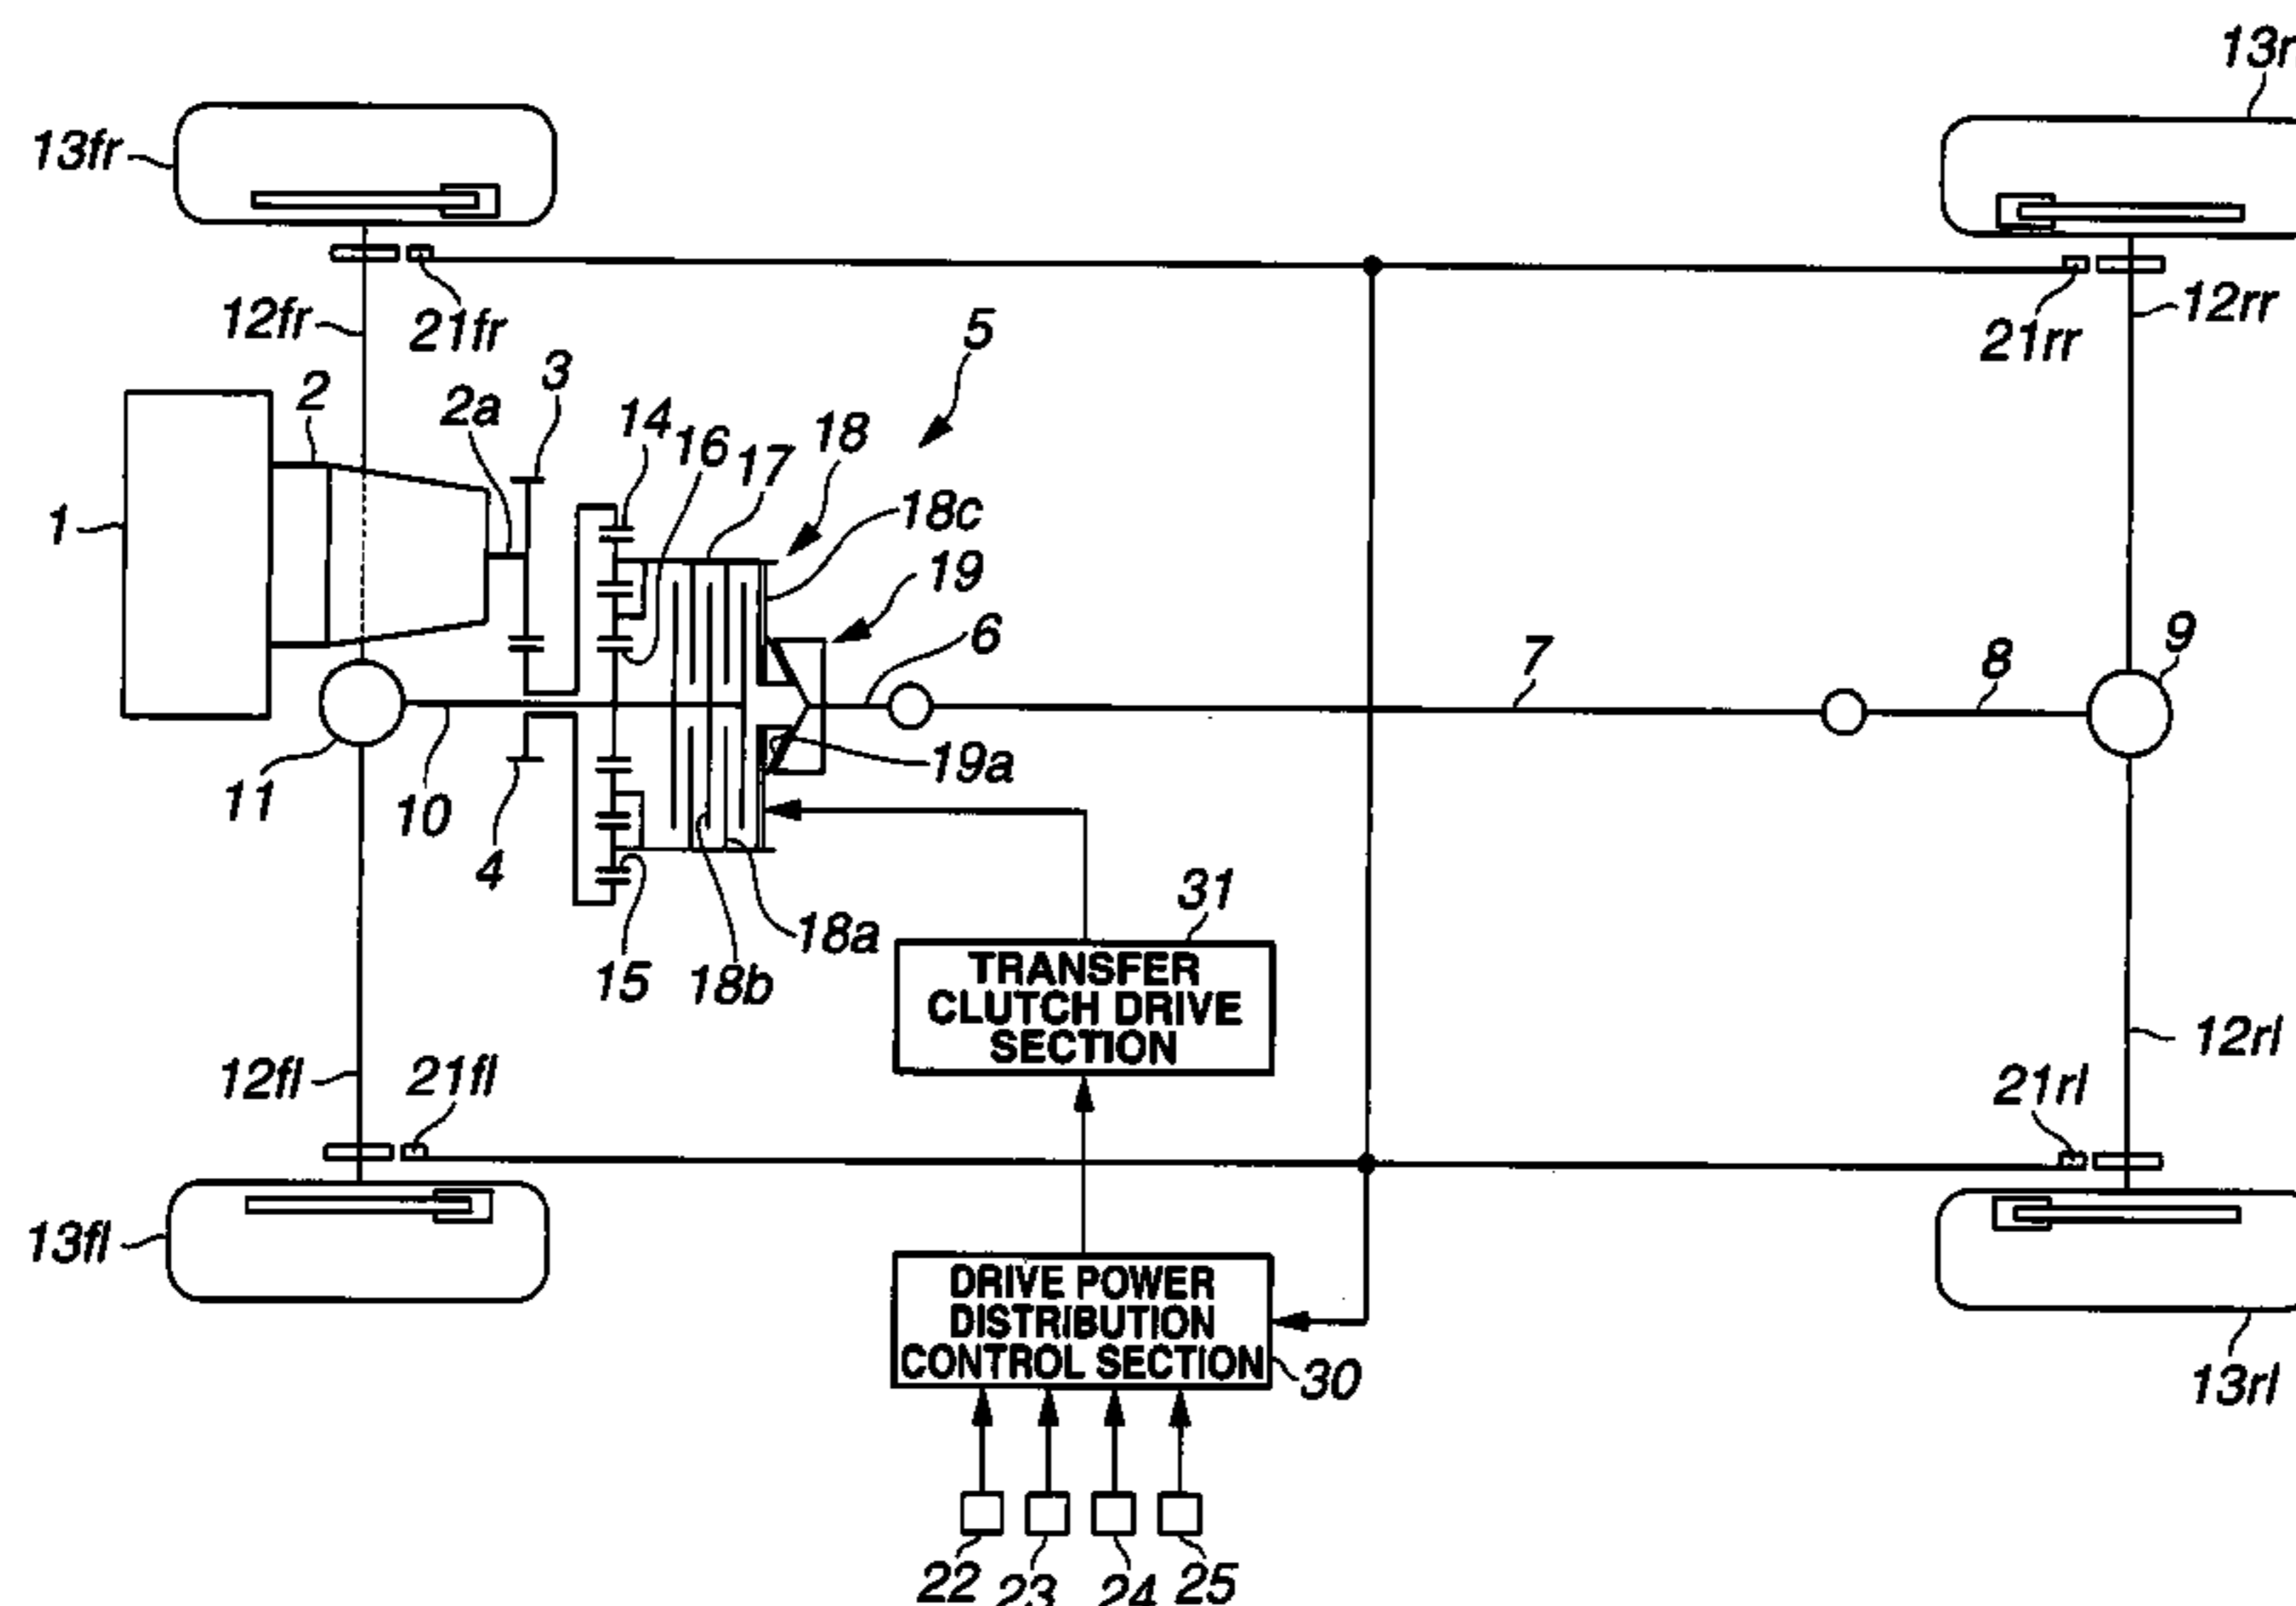 13r
13fr
12fr
21fr
5
21rr
12rr
2
2a
3
14
16
17
18
18c
1
19
6
7
8
9
11
10
4
19a
15
18b
18a
31
TRANSFER
CLUTCH DRIVE
SECTION
12fl
21fl
21rl
12rl
13fl
DRIVE POWER
DISTRIBUTION
CONTROL SECTION
30
13rl
22
23
24
25